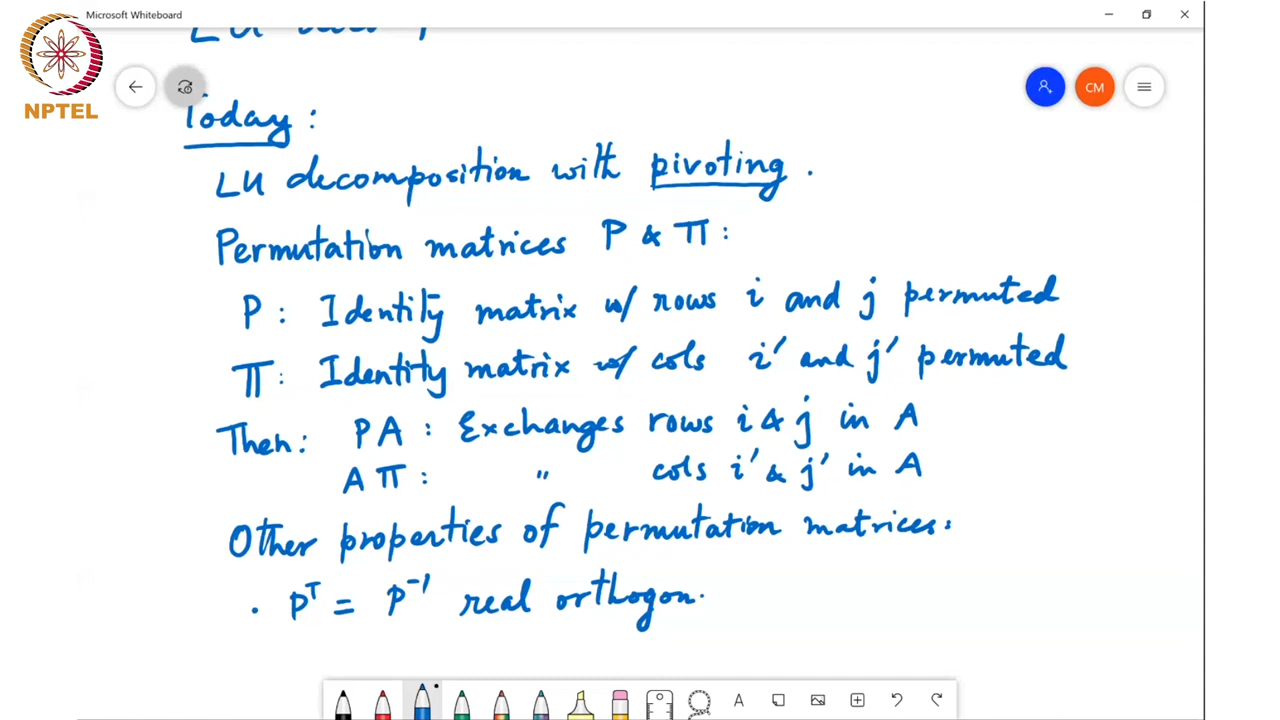 Microsoft Whiteboard
NPTEL
CM
Today :
LU decomposition with pivoting .
Permutation matrices P & Π :
P : Identity matrix w/ rows i and j permuted
Π : Identity matrix w/ cols i' and j' permuted
Then : PA : Exchanges rows i & j in A
AΠ : " cols i' & j' in A
Other properties of permutation matrices :
. Pᵀ = P⁻¹ real orthogon.
A